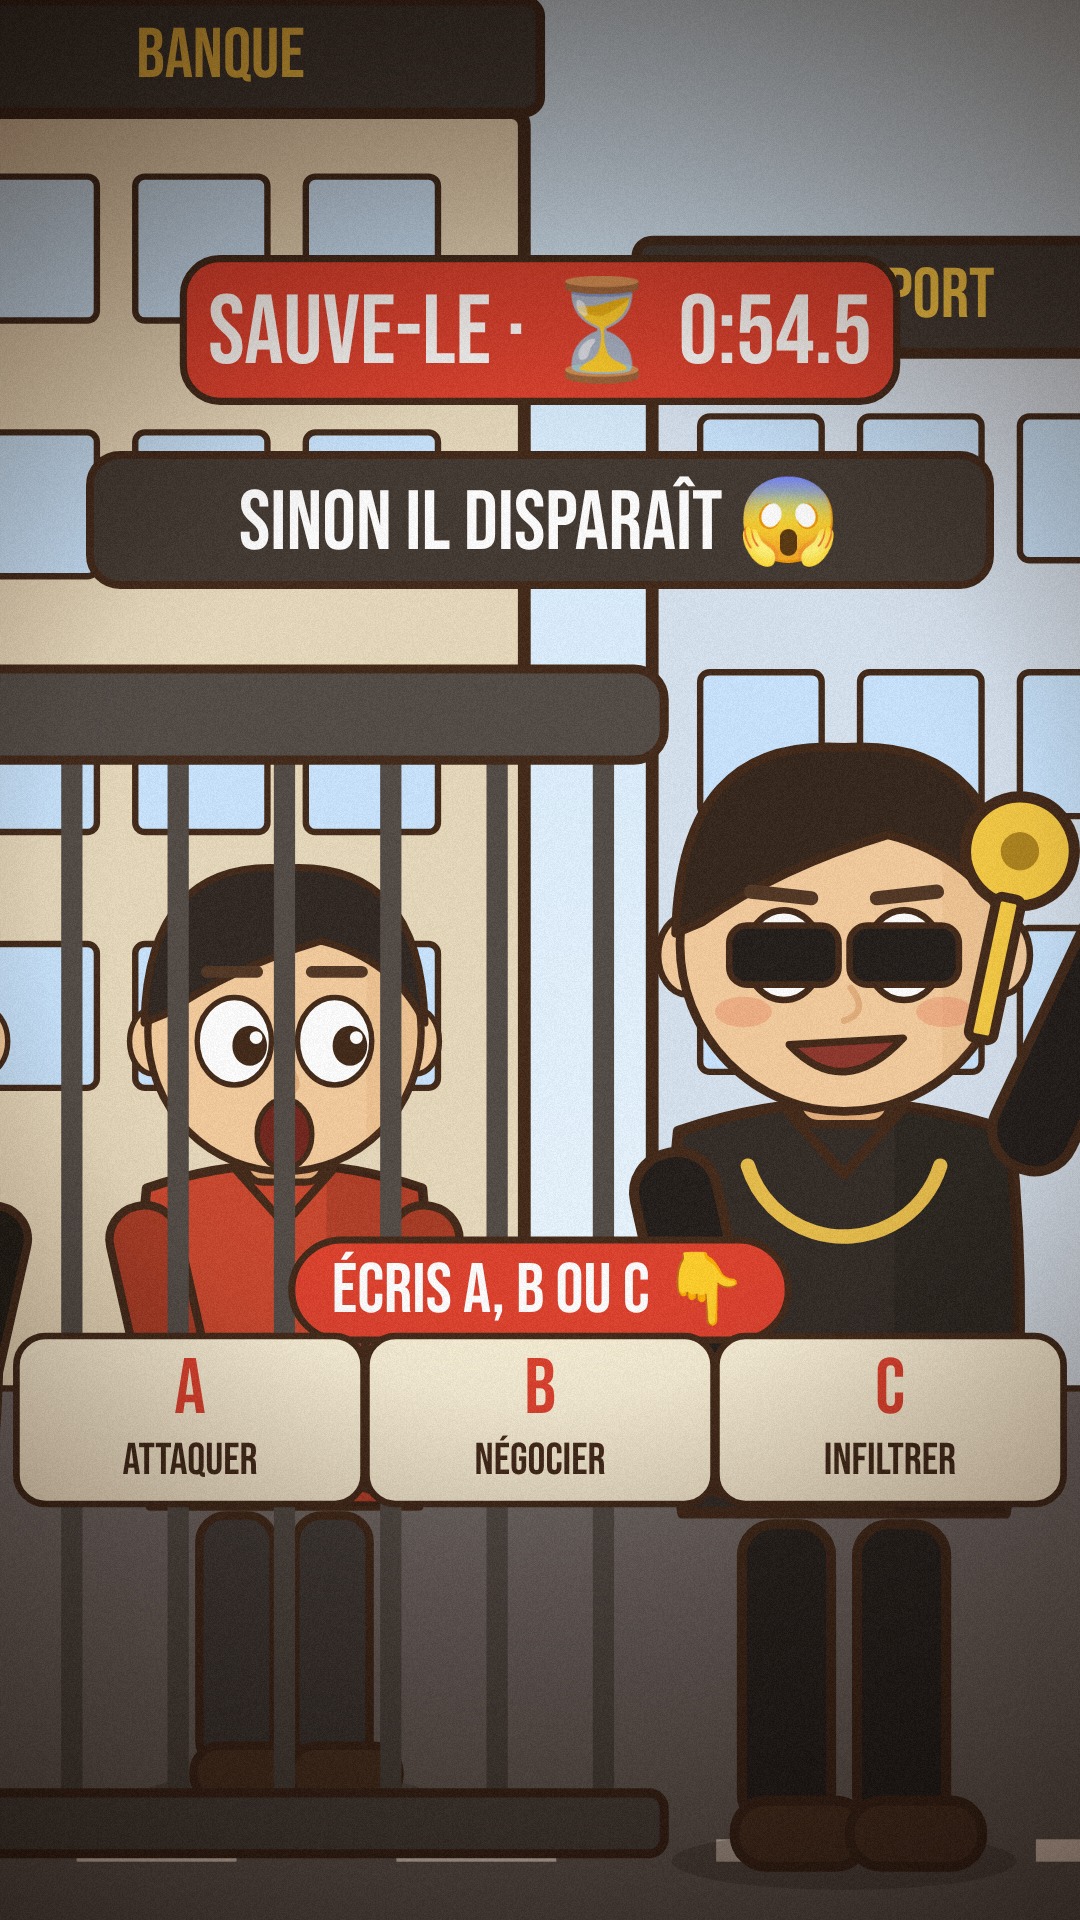 BANQUE
PORT
SAUVE-LE · ⏳ 0:54.5
SINON IL DISPARAÎT 😱
ÉCRIS A, B OU C 👇
A
ATTAQUER
B
NÉGOCIER
C
INFILTRER